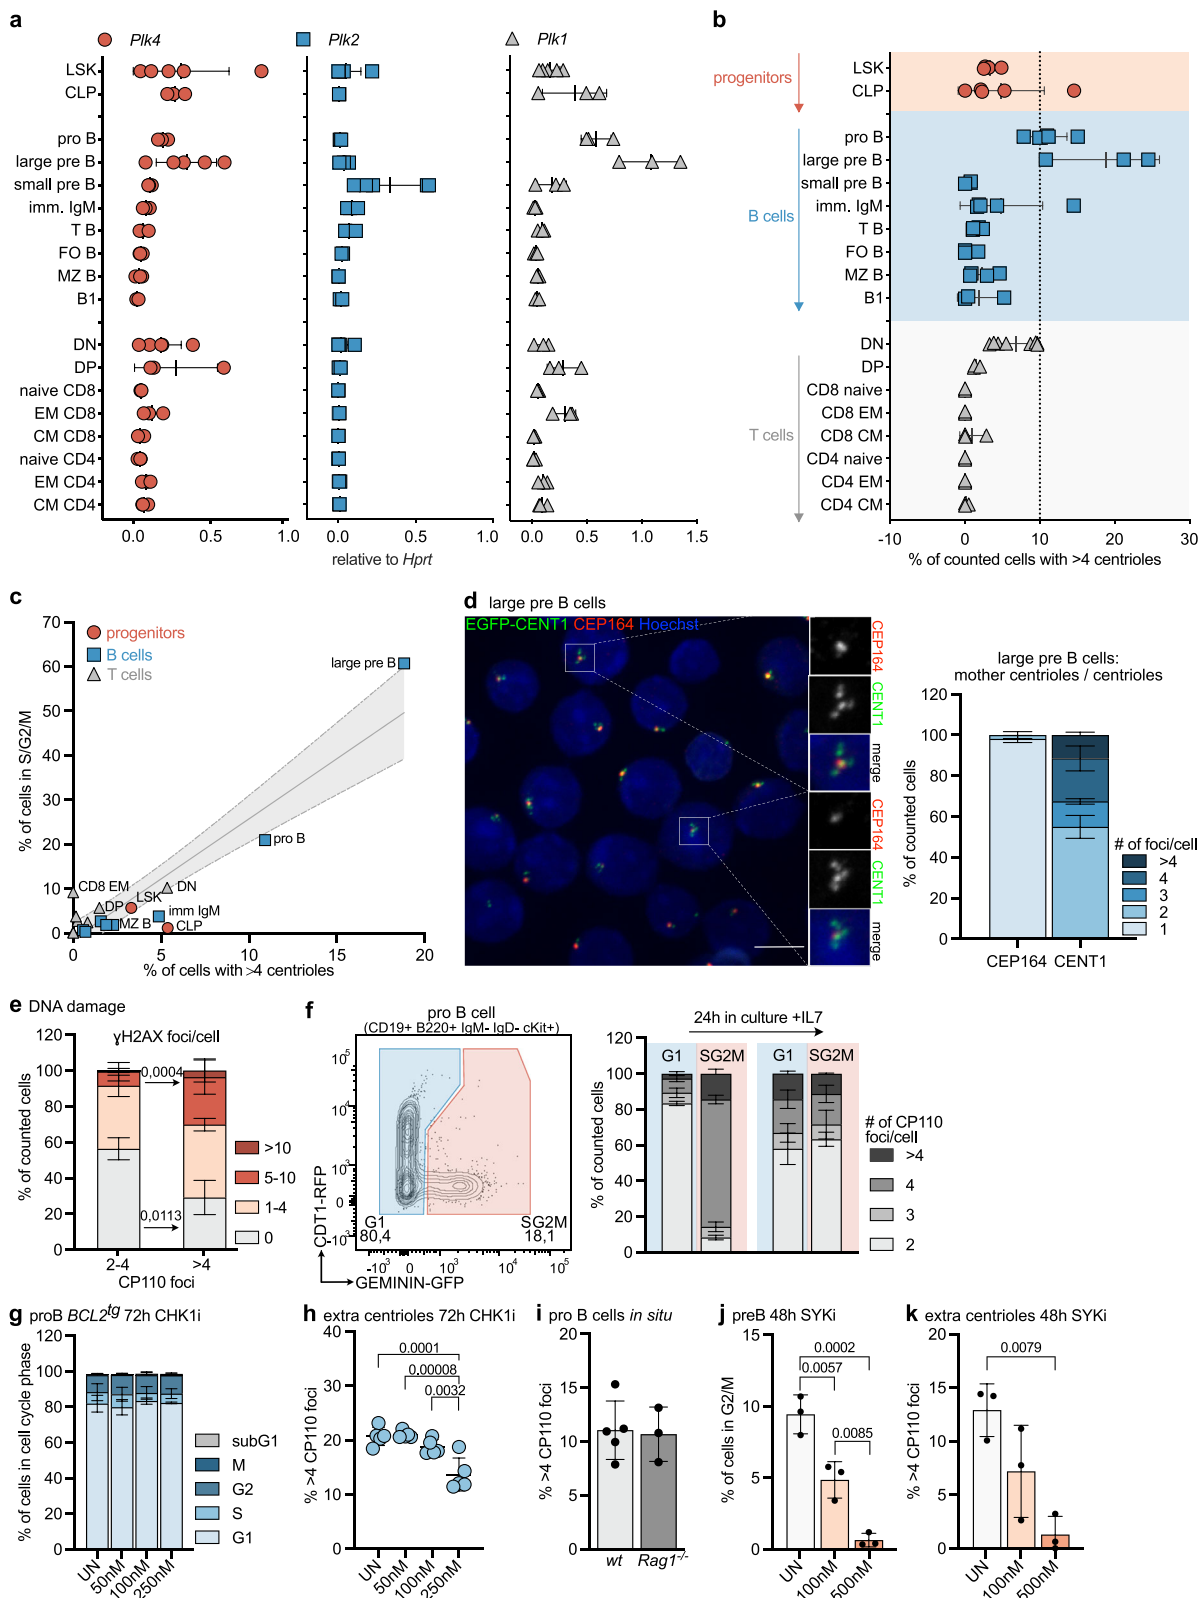 a
Plk4
Plk2
Plk1
LSK
CLP
pro B
large pre B
small pre B
imm. IgM
T B
FO B
MZ B
B1
DN
DP
naive CD8
EM CD8
CM CD8
naive CD4
EM CD4
CM CD4
0.0 0.5 1.0
0.0 0.5 1.0
0.0 0.5 1.0 1.5
relative to Hprt
b
progenitors
B cells
T cells
LSK
CLP
pro B
large pre B
small pre B
imm. IgM
T B
FO B
MZ B
B1
DN
DP
CD8 naive
CD8 EM
CD8 CM
CD4 naive
CD4 EM
CD4 CM
-10 0 10 20 30
% of counted cells with >4 centrioles
c
progenitors
B cells
T cells
% of cells in S/G2/M
70
60
50
40
30
20
10
0
large pre B
pro B
CD8 EM
DN
LSK
DP
imm IgM
MZ B
CLP
0 5 10 15 20
% of cells with >4 centrioles
d large pre B cells
EGFP-CENT1 CEP164 Hoechst
CEP164
CENT1
merge
CEP164
CENT1
merge
large pre B cells:
mother centrioles / centrioles
% of counted cells
120
100
80
60
40
20
0
CEP164 CENT1
# of foci/cell
>4
4
3
2
1
e DNA damage
γH2AX foci/cell
% of counted cells
120
100
80
60
40
20
0
0,0004
0,0113
2-4 >4
CP110 foci
>10
5-10
1-4
0
f
pro B cell
(CD19+ B220+ IgM- IgD- cKit+)
CDT1-RFP
10⁵
10⁴
10³
0
-10³
G1
80,4
SG2M
18,1
-10³ 0 10³ 10⁴ 10⁵
GEMININ-GFP
24h in culture +IL7
G1 SG2M G1 SG2M
% of counted cells
120
100
80
60
40
20
0
# of CP110
foci/cell
>4
4
3
2
g proB BCL2tg 72h CHK1i
% of cells in cell cycle phase
120
100
80
60
40
20
0
UN 50nM 100nM 250nM
subG1
M
G2
S
G1
h extra centrioles 72h CHK1i
% >4 CP110 foci
40
30
20
10
0
0.0001
0.00008
0.0032
UN 50nM 100nM 250nM
i pro B cells in situ
% >4 CP110 foci
20
15
10
5
0
wt Rag1-/-
j preB 48h SYKi
% of cells in G2/M
15
10
5
0
0.0002
0.0057
0.0085
UN 100nM 500nM
k extra centrioles 48h SYKi
% >4 CP110 foci
20
15
10
5
0
0.0079
UN 100nM 500nM